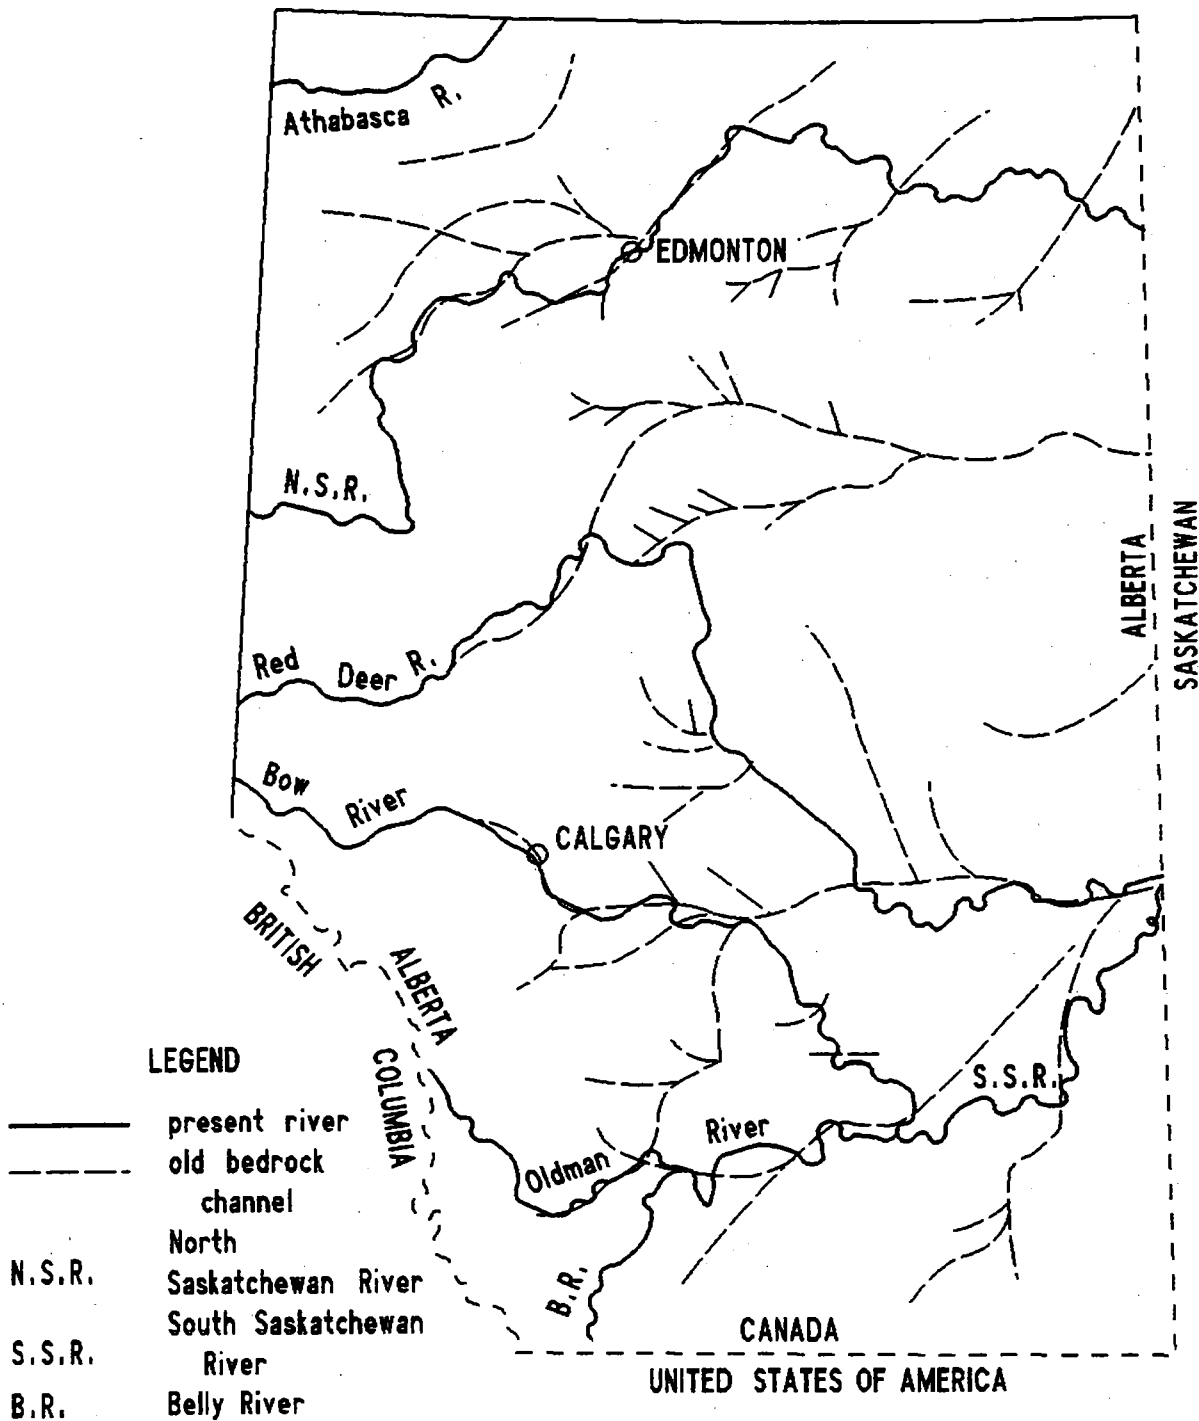 Athabasca R.
EDMONTON
N.S.R.
ALBERTA
SASKATCHEWAN
Red Deer R.
Bow River
CALGARY
BRITISH
COLUMBIA
ALBERTA
S.S.R.
River
Oldman
B.R.
CANADA
UNITED STATES OF AMERICA
LEGEND
present river
old bedrock
channel
North
N.S.R. Saskatchewan River
South Saskatchewan
S.S.R. River
B.R. Belly River